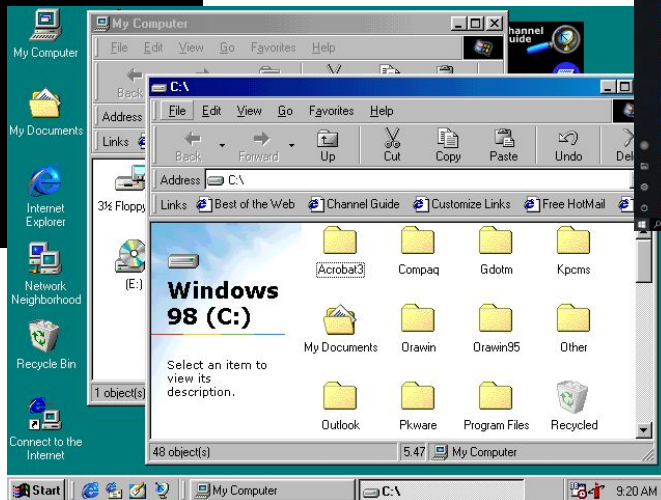 My Computer
My Documents
Internet
Explorer
Network
Neighborhood
Recycle Bin
Connect to the
Internet
My Computer
File Edit View Go Favorites Help
Back
Address
Links
3½ Floppy
(E:)
1 object(s)
Guide
C:\
File Edit View Go Favorites Help
Back Forward Up Cut Copy Paste Undo
Address C:\
Links Best of the Web Channel Guide Customize Links Free HotMail
Windows
98 (C:)
Select an item to
view its
description.
Acrobat3 Compaq Gdotm Kpcms
My Documents Orawin Orawin95 Other
Outlook Pkware Program Files Recycled
48 object(s) 5.47 My Computer
Start My Computer C:\ 9:20 AM